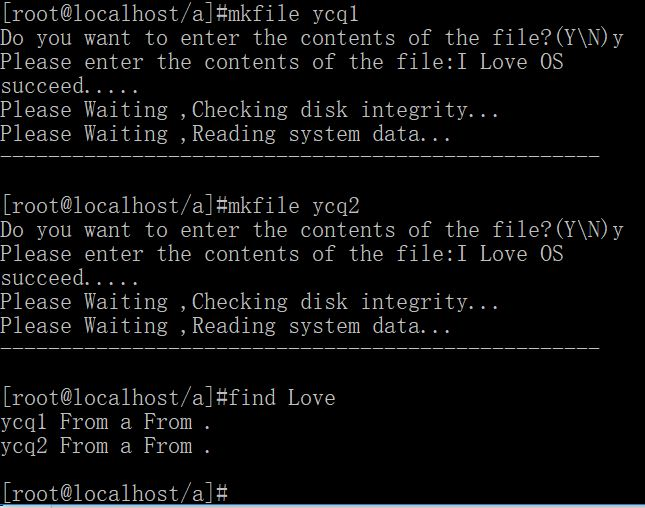 [root@localhost/a]#mkfile ycq1
Do you want to enter the contents of the file?(Y\N)y
Please enter the contents of the file:I Love OS
succeed.....
Please Waiting ,Checking disk integrity...
Please Waiting ,Reading system data...
--------------------------------------------------
[root@localhost/a]#mkfile ycq2
Do you want to enter the contents of the file?(Y\N)y
Please enter the contents of the file:I Love OS
succeed.....
Please Waiting ,Checking disk integrity...
Please Waiting ,Reading system data...
--------------------------------------------------
[root@localhost/a]#find Love
ycq1 From a From .
ycq2 From a From .
[root@localhost/a]#